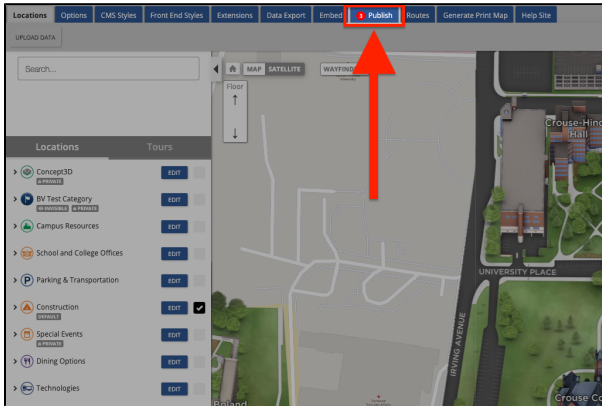 Locations Options CMS Styles Front End Styles Extensions Data Export Embed 3 Publish Routes Generate Print Map Help Site
UPLOAD DATA
Search...
MAP SATELLITE WAYFIND
Floor
Locations Tours
Concept3D EDIT
PRIVATE
BV Test Category EDIT
INVISIBLE PRIVATE
Campus Resources EDIT
School and College Offices EDIT
Parking & Transportation EDIT
Construction EDIT
DEFAULT
Special Events EDIT
PRIVATE
Dining Options EDIT
Technologies EDIT
Crouse-Hind
Hall
UNIVERSITY PLACE
IRVING AVENUE
Crouse Co